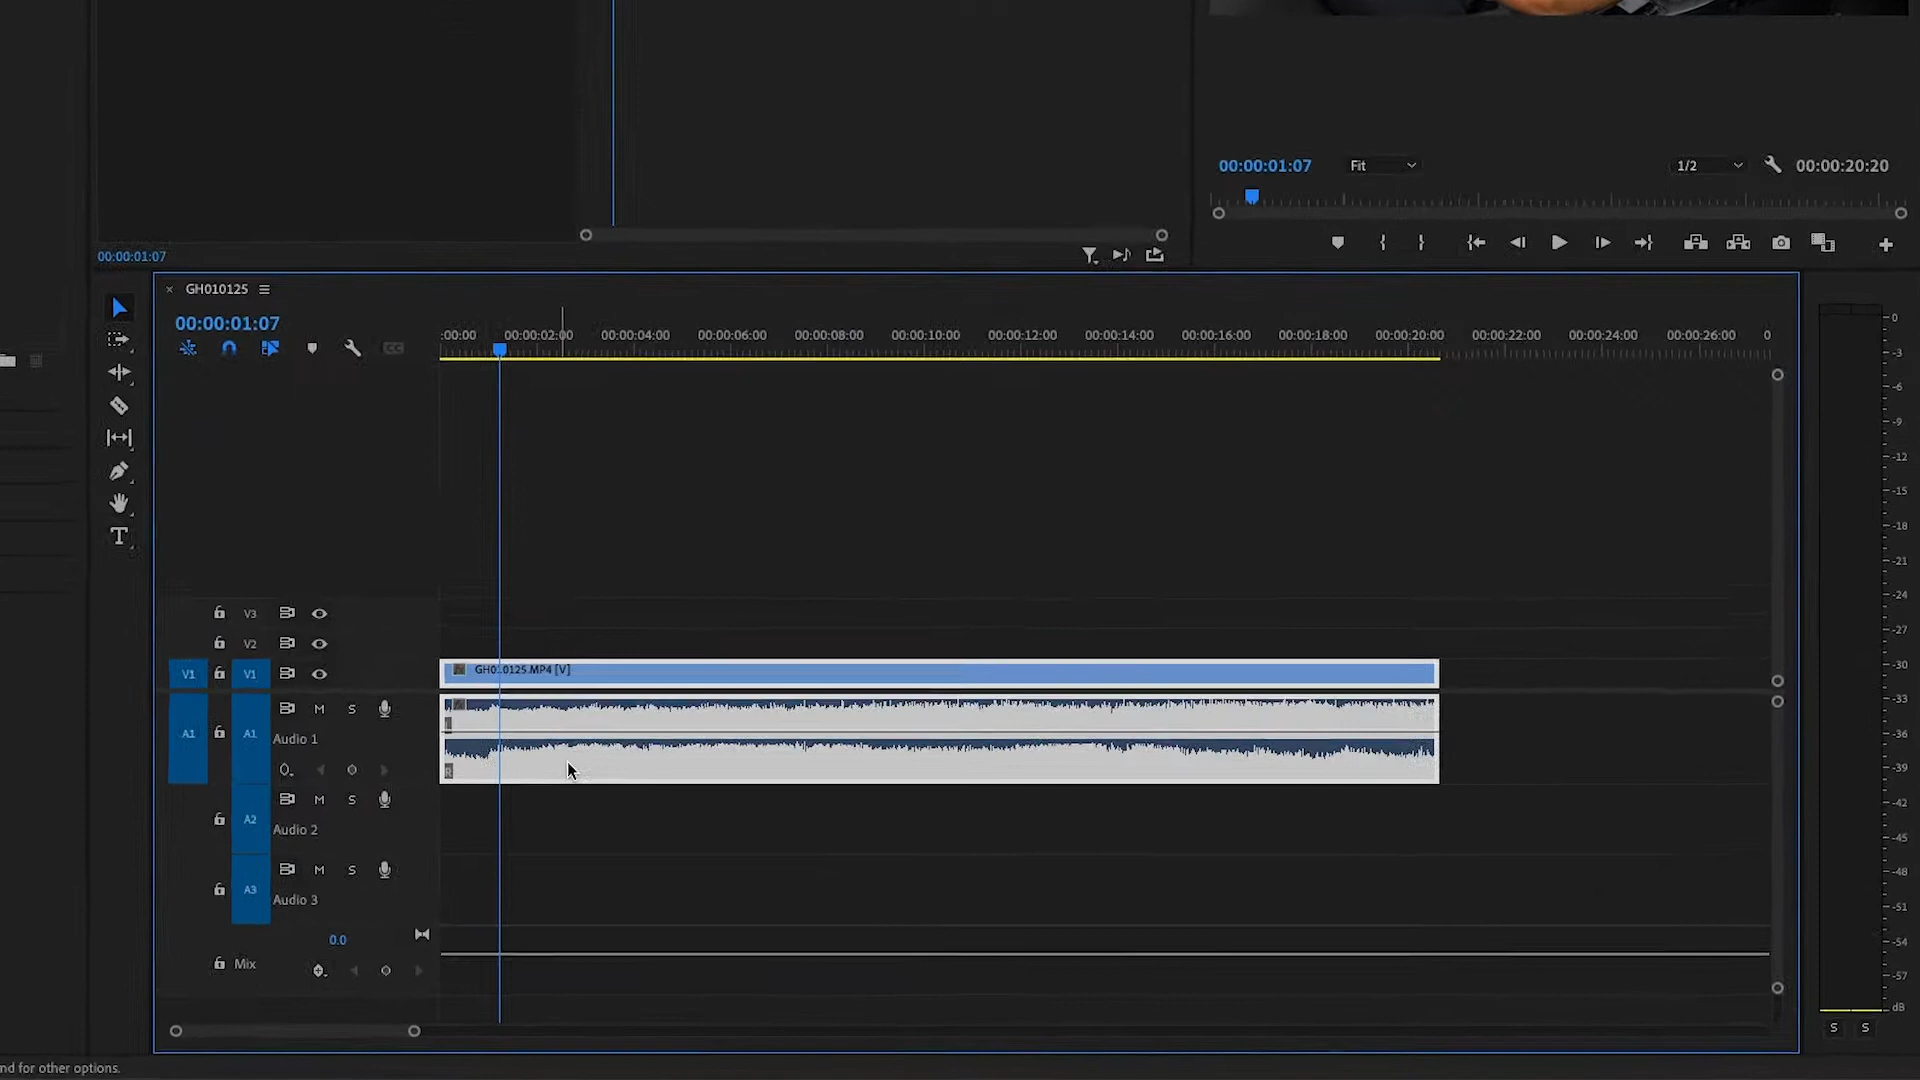 00:00:01:07
Fit
1/2
00:00:20:20
00:00:01:07
GH010125
00:00:01:07
:00:00 00:00:02:00 00:00:04:00 00:00:06:00 00:00:08:00 00:00:10:00 00:00:12:00 00:00:14:00 00:00:16:00 00:00:18:00 00:00:20:00 00:00:22:00 00:00:24:00 00:00:26:00 0
V3
V2
V1 V1 GH010125.MP4 [V]
M S
A1 A1 Audio 1
L
R
M S
A2 Audio 2
M S
A3 Audio 3
0.0
Mix
0
-3
-6
-9
-12
-15
-18
-21
-24
-27
-30
-33
-36
-39
-42
-45
-48
-51
-54
-57
dB
S S
nd for other options.